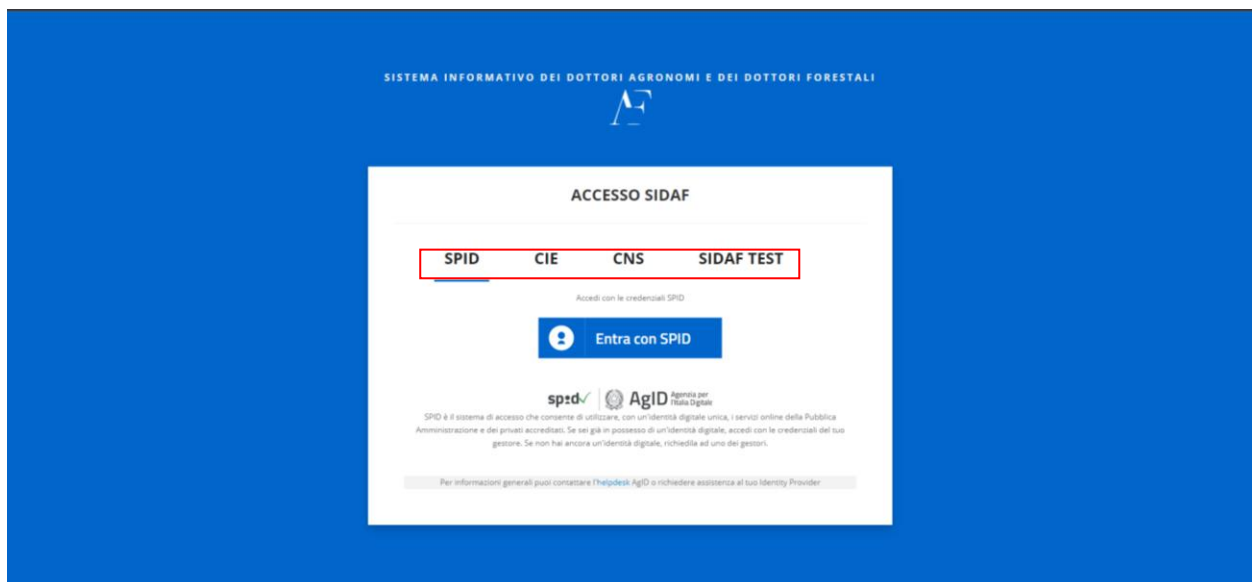 SISTEMA INFORMATIVO DEI DOTTORI AGRONOMI E DEI DOTTORI FORESTALI
AF
ACCESSO SIDAF
SPID CIE CNS SIDAF TEST
Accedi con le credenziali SPID
Entra con SPID
sp:d AgID Agenzia per
l'Italia Digitale
SPID è il sistema di accesso che consente di utilizzare, con un'identità digitale unica, i servizi online della Pubblica
Amministrazione e dei privati accreditati. Se sei già in possesso di un'identità digitale, accedi con le credenziali del tuo
gestore. Se non hai ancora un'identità digitale, richiedila ad uno dei gestori.
Per informazioni generali puoi contattare l'helpdesk AgID o richiedere assistenza al tuo Identity Provider